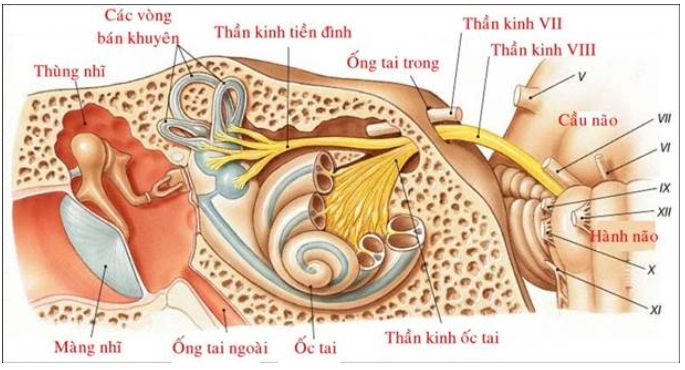 Các vòng
bán khuyên
Thần kinh tiền đình
Thần kinh VII
Thần kinh VIII
Ống tai trong
Thùng nhĩ
V
Cầu não
VII
VI
IX
XII
Hành não
X
XI
Màng nhĩ
Ống tai ngoài
Ốc tai
Thần kinh ốc tai